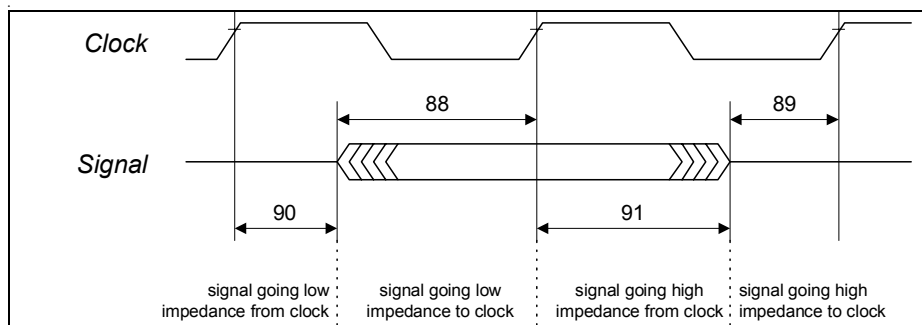 Clock
88
89
Signal
90
91
signal going low
impedance from clock
signal going low
impedance to clock
signal going high
impedance from clock
signal going high
impedance to clock